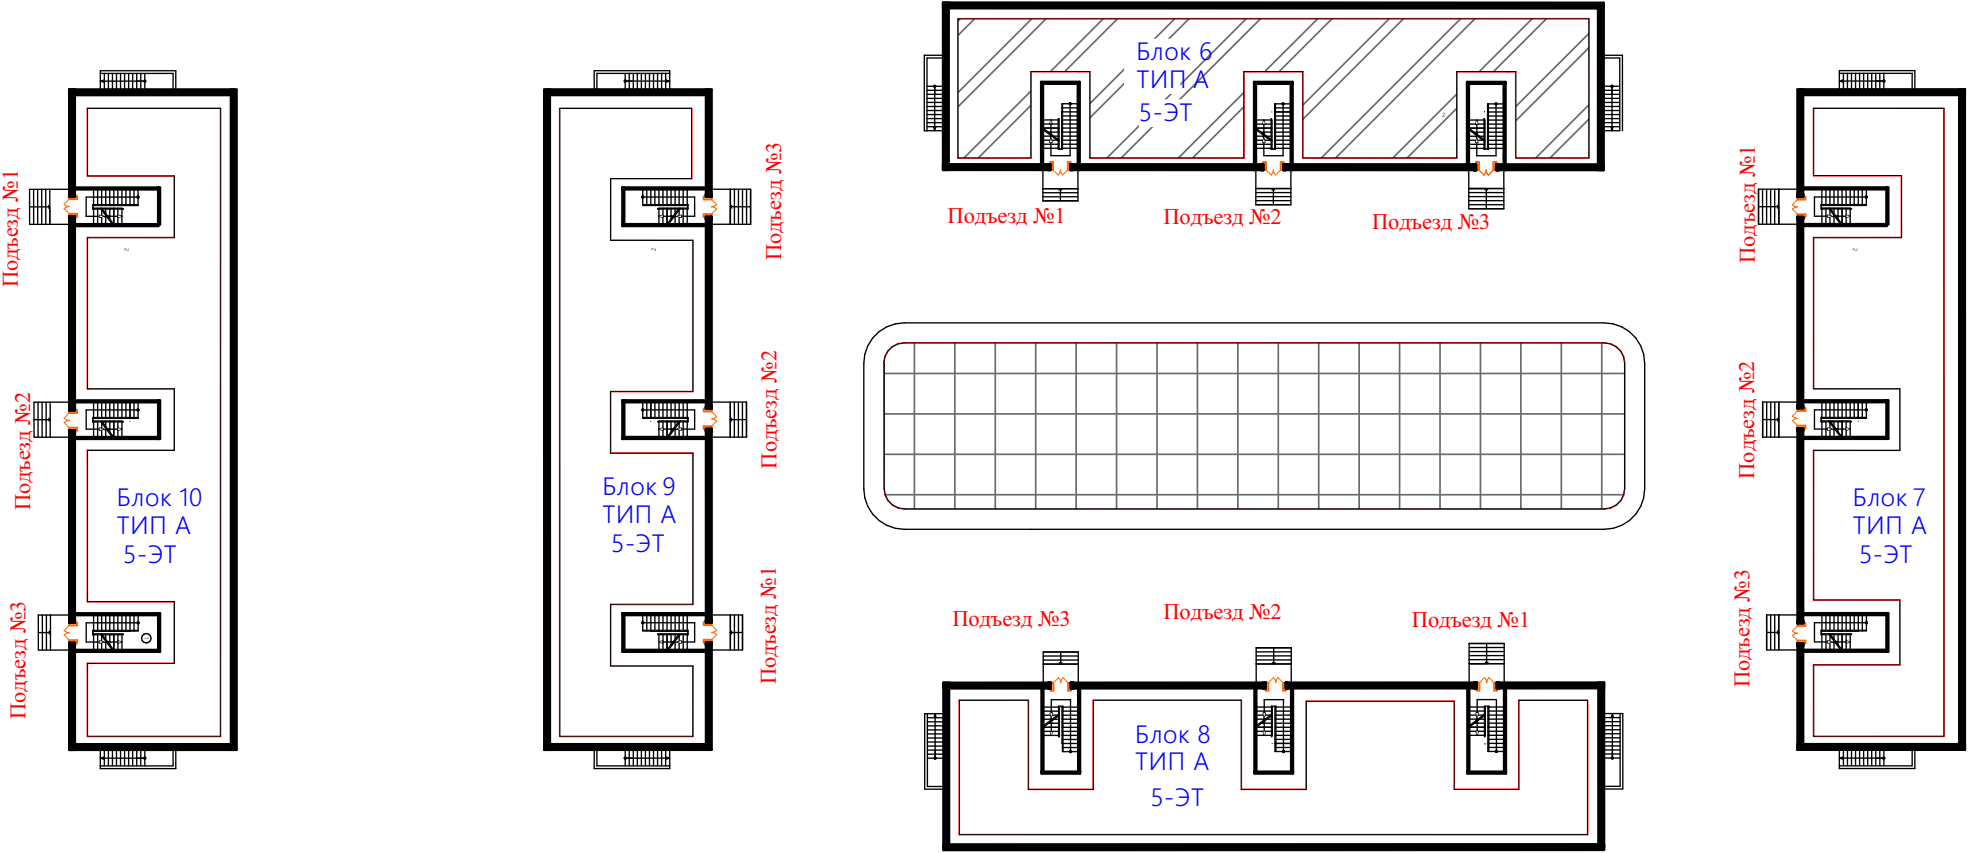 Блок 6
ТИП А
5-ЭТ
Подъезд №1
Подъезд №2
Подъезд №3
Подъезд №1
Подъезд №2
Подъезд №3
Блок 10
ТИП А
5-ЭТ
Блок 9
ТИП А
5-ЭТ
Подъезд №3
Подъезд №2
Подъезд №1
Подъезд №1
Подъезд №2
Подъезд №3
Блок 7
ТИП А
5-ЭТ
Подъезд №3
Подъезд №2
Подъезд №1
Блок 8
ТИП А
5-ЭТ